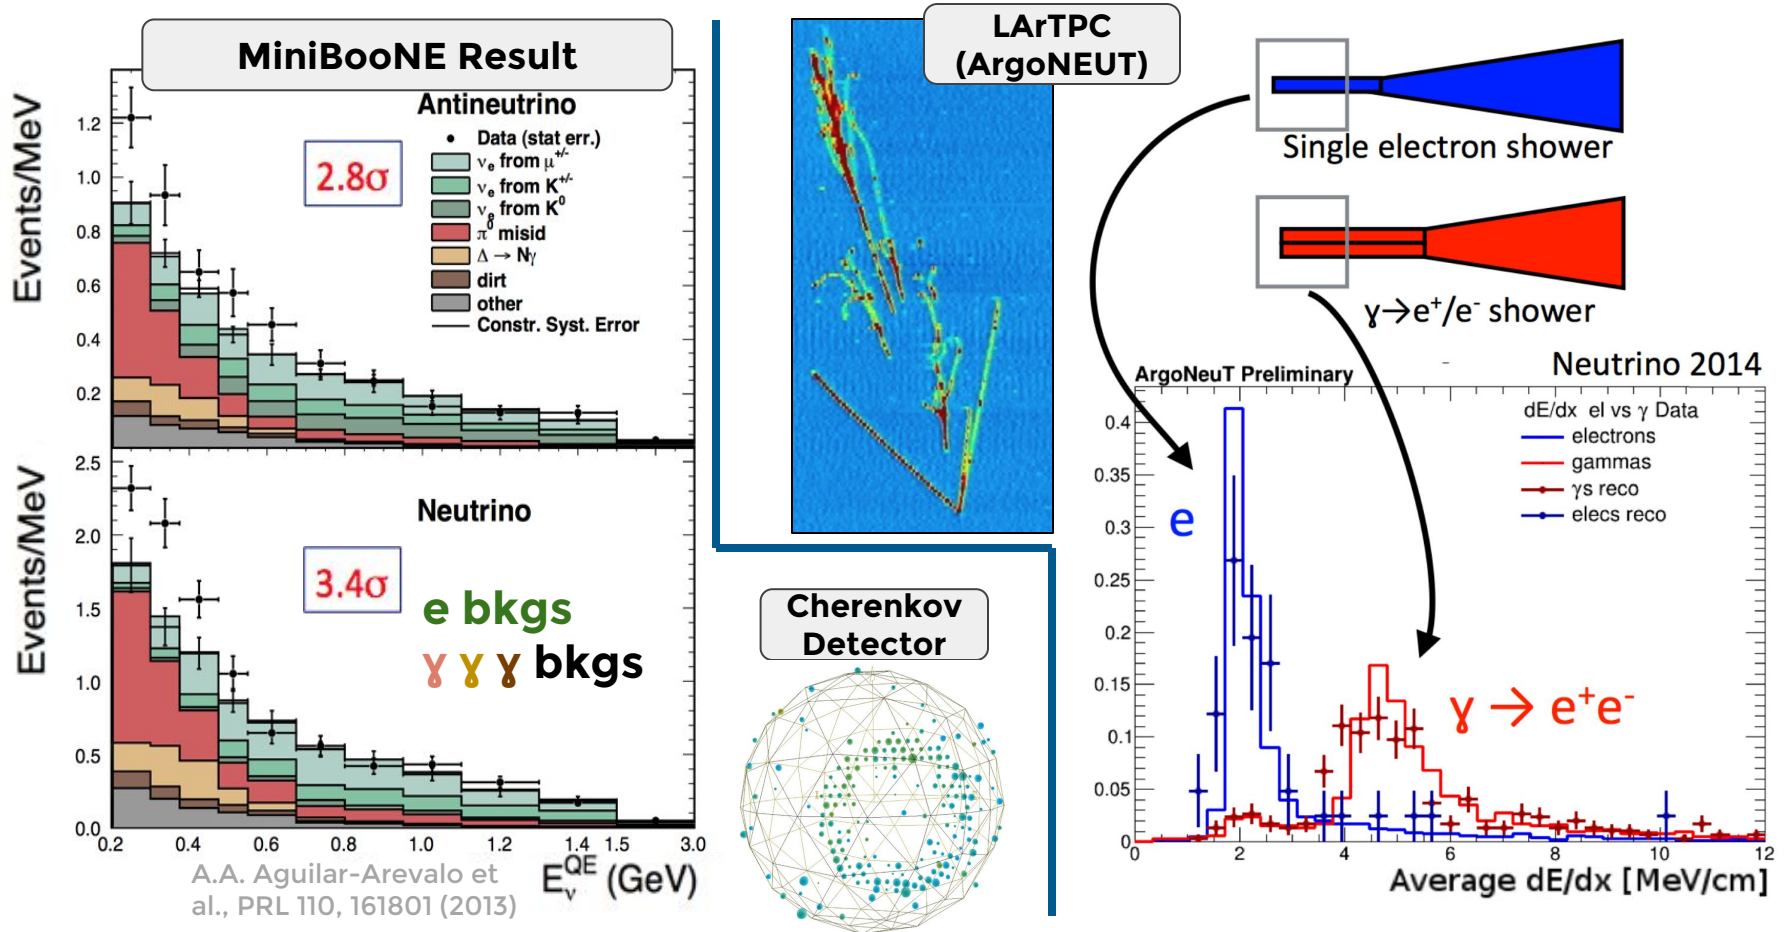 MiniBooNE Result
Events/MeV
1.2
1.0
0.8
0.6
0.4
0.2
Antineutrino
2.8σ
Data (stat err.)
νe from μ+/-
νe from K+/-
νe from K0
π0 misid
Δ → Nγ
dirt
other
Constr. Syst. Error
Events/MeV
2.5
2.0
1.5
1.0
0.5
0.0
Neutrino
3.4σ
e bkgs
γ γ γ bkgs
0.2 0.4 0.6 0.8 1.0 1.2 1.4 1.5 3.0
EνQE (GeV)
A.A. Aguilar-Arevalo et
al., PRL 110, 161801 (2013)
LArTPC
(ArgoNEUT)
Cherenkov
Detector
Single electron shower
γ→e+/e- shower
Neutrino 2014
ArgoNeuT Preliminary
dE/dx el vs γ Data
electrons
gammas
γs reco
elecs reco
0.4
0.35
0.3
0.25
0.2
0.15
0.1
0.05
0
e
γ → e+e-
0 2 4 6 8 10 12
Average dE/dx [MeV/cm]